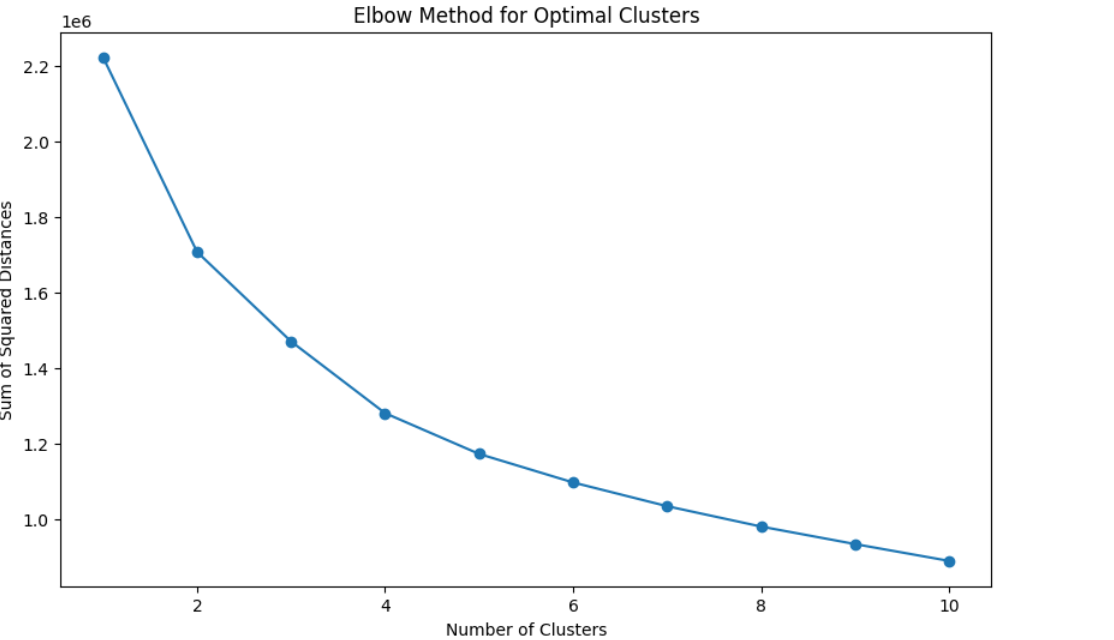 Elbow Method for Optimal Clusters
1e6
2.2
2.0
1.8
1.6
1.4
1.2
1.0
Sum of Squared Distances
2 4 6 8 10
Number of Clusters